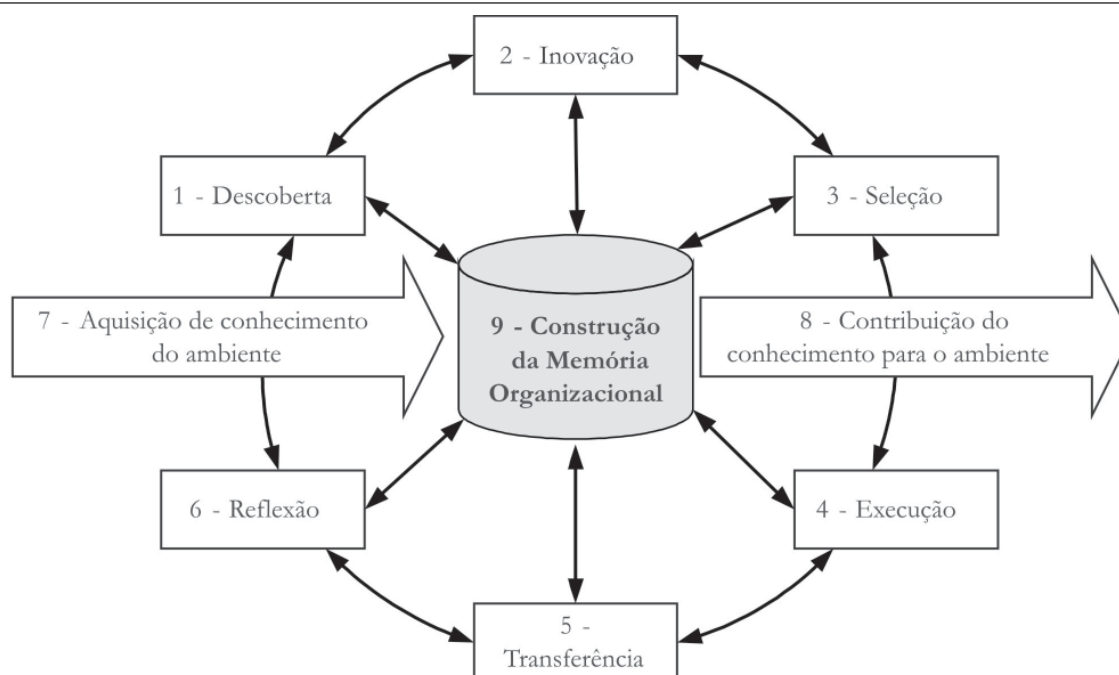 2 - Inovação
1 - Descoberta
3 - Seleção
7 - Aquisição de conhecimento
do ambiente
9 - Construção
da Memória
Organizacional
8 - Contribuição do
conhecimento para o ambiente
6 - Reflexão
4 - Execução
5 -
Transferência